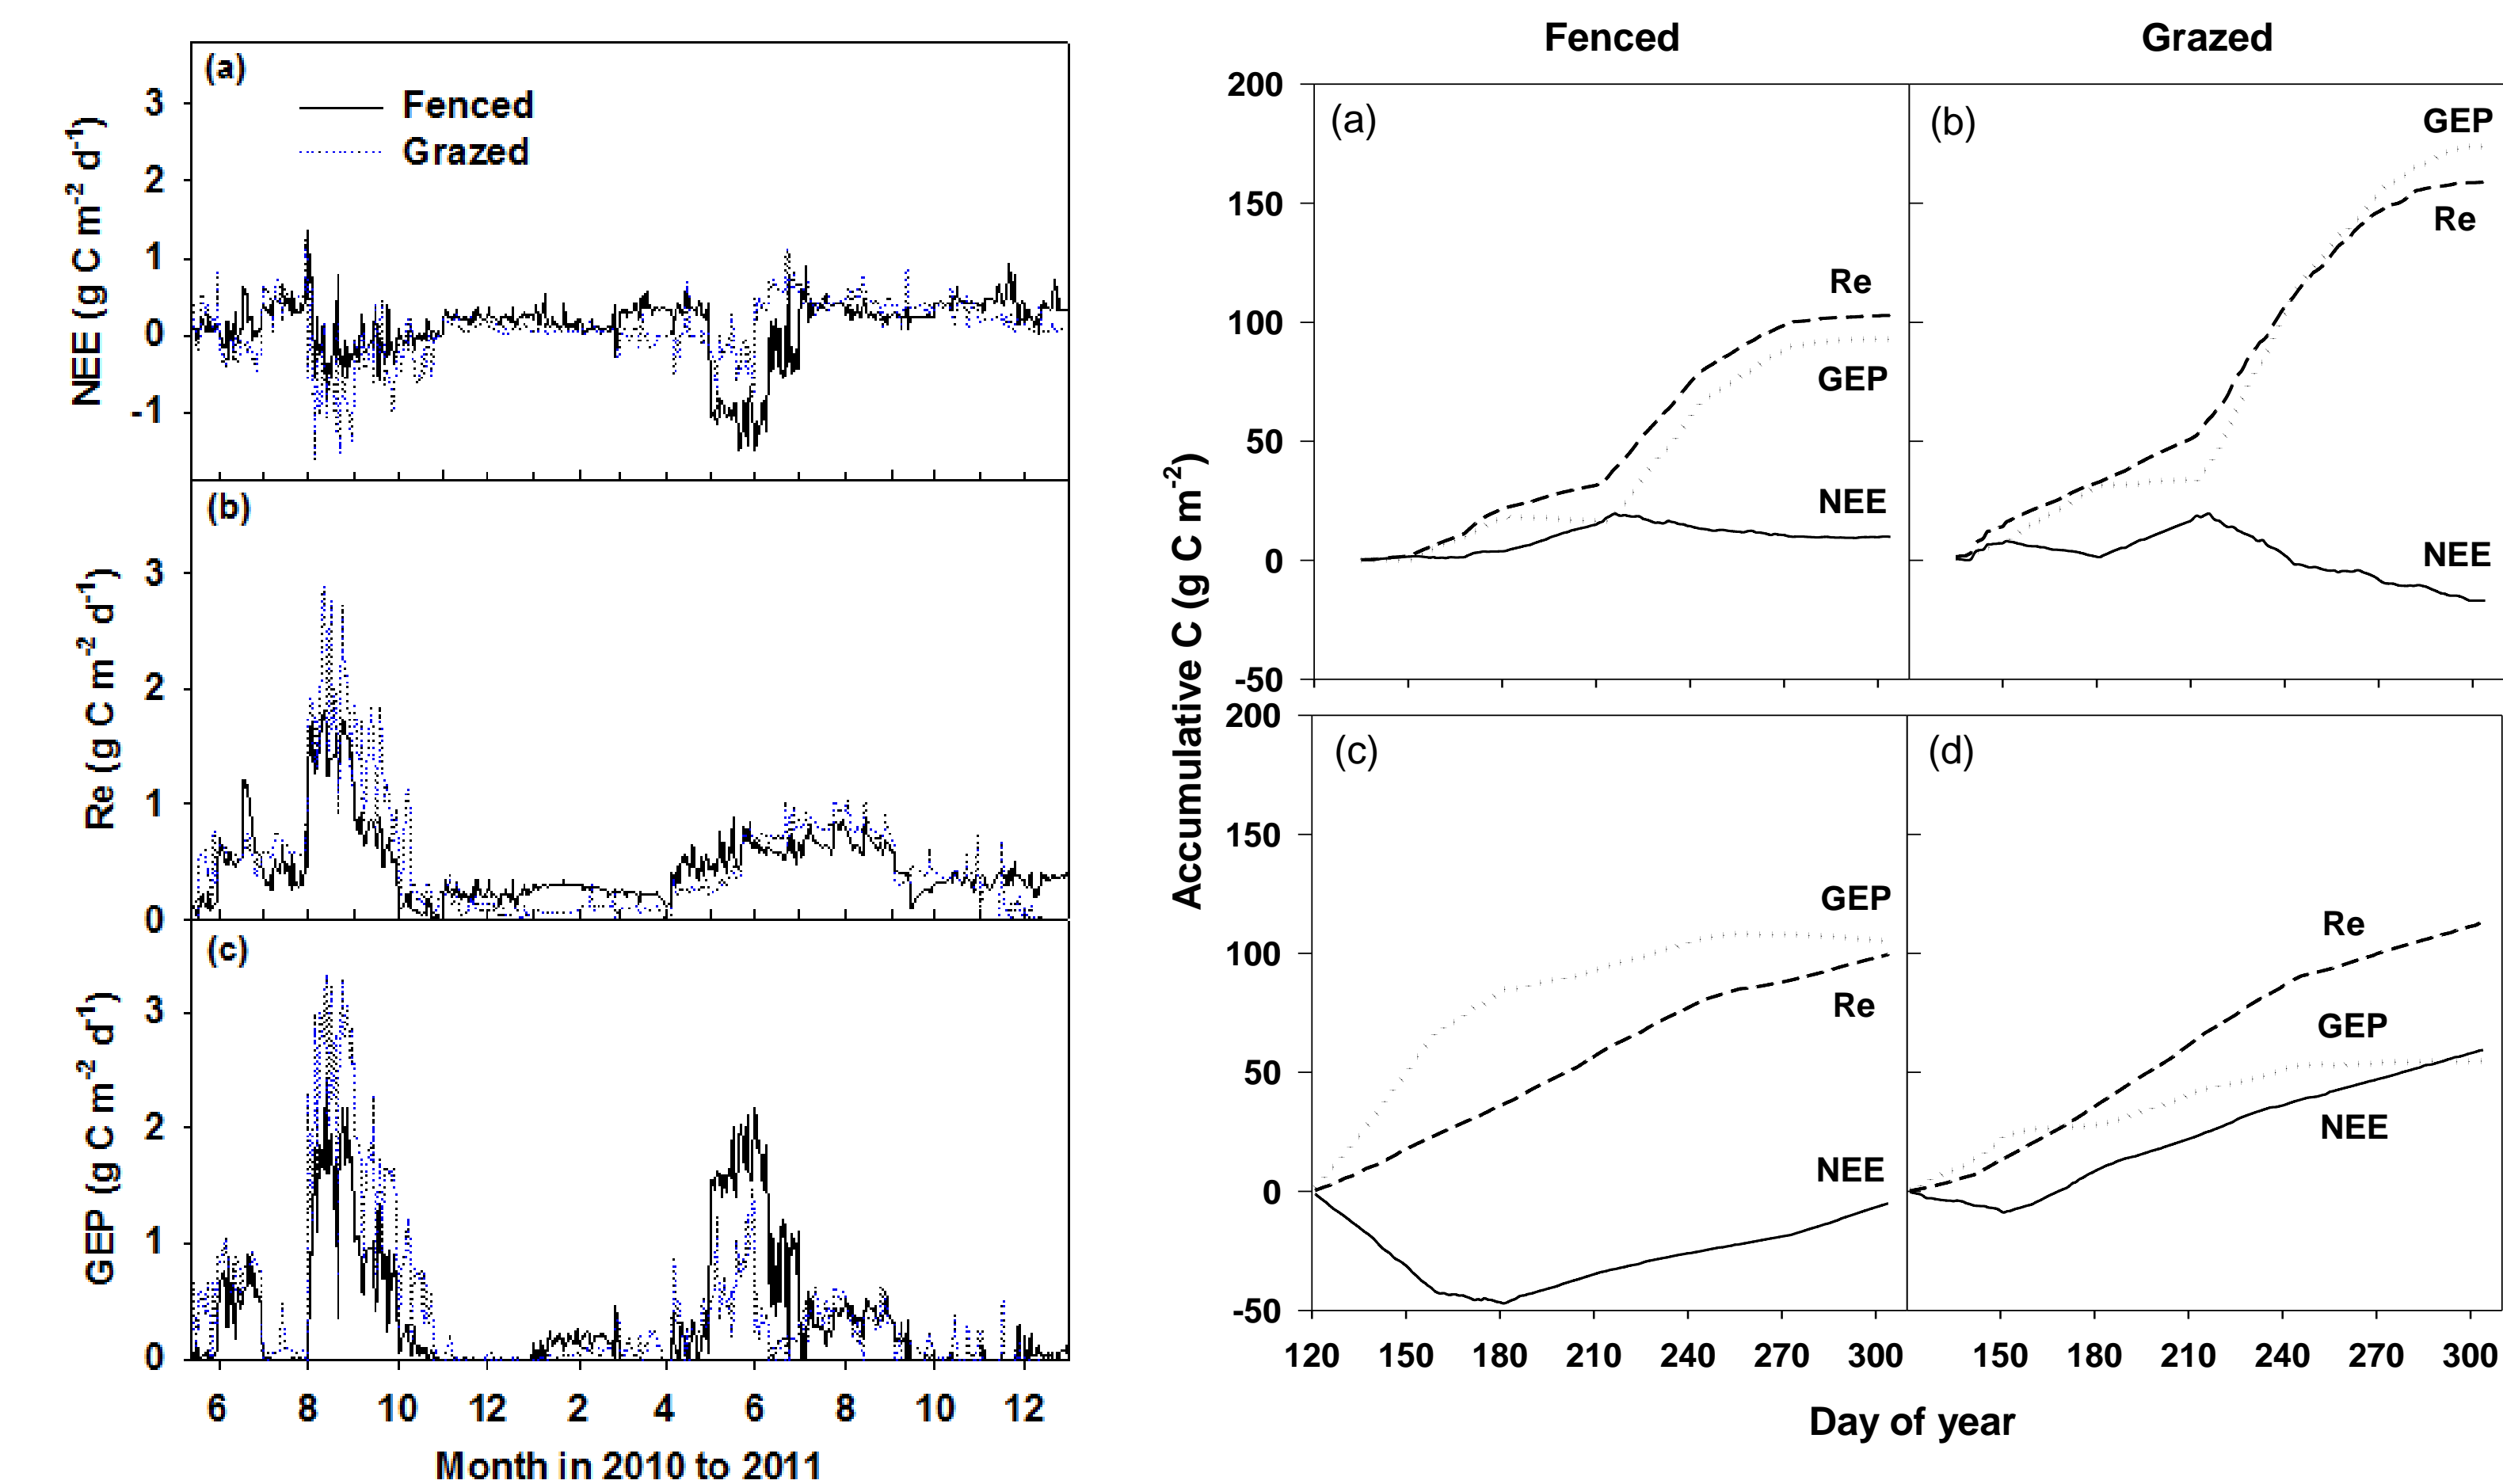 (a)
Fenced
Grazed
3
2
1
0
-1
NEE (g C m⁻² d⁻¹)
(b)
3
2
1
0
Re (g C m⁻² d⁻¹)
(c)
3
2
1
0
GEP (g C m⁻² d⁻¹)
6 8 10 12 2 4 6 8 10 12
Month in 2010 to 2011
Fenced Grazed
Accumulative C (g C m⁻²)
200
150
100
50
0
-50
(a)
Re
GEP
NEE
(b)
GEP
Re
NEE
200
150
100
50
0
-50
(c)
GEP
Re
NEE
(d)
Re
GEP
NEE
120 150 180 210 240 270 300 150 180 210 240 270 300
Day of year